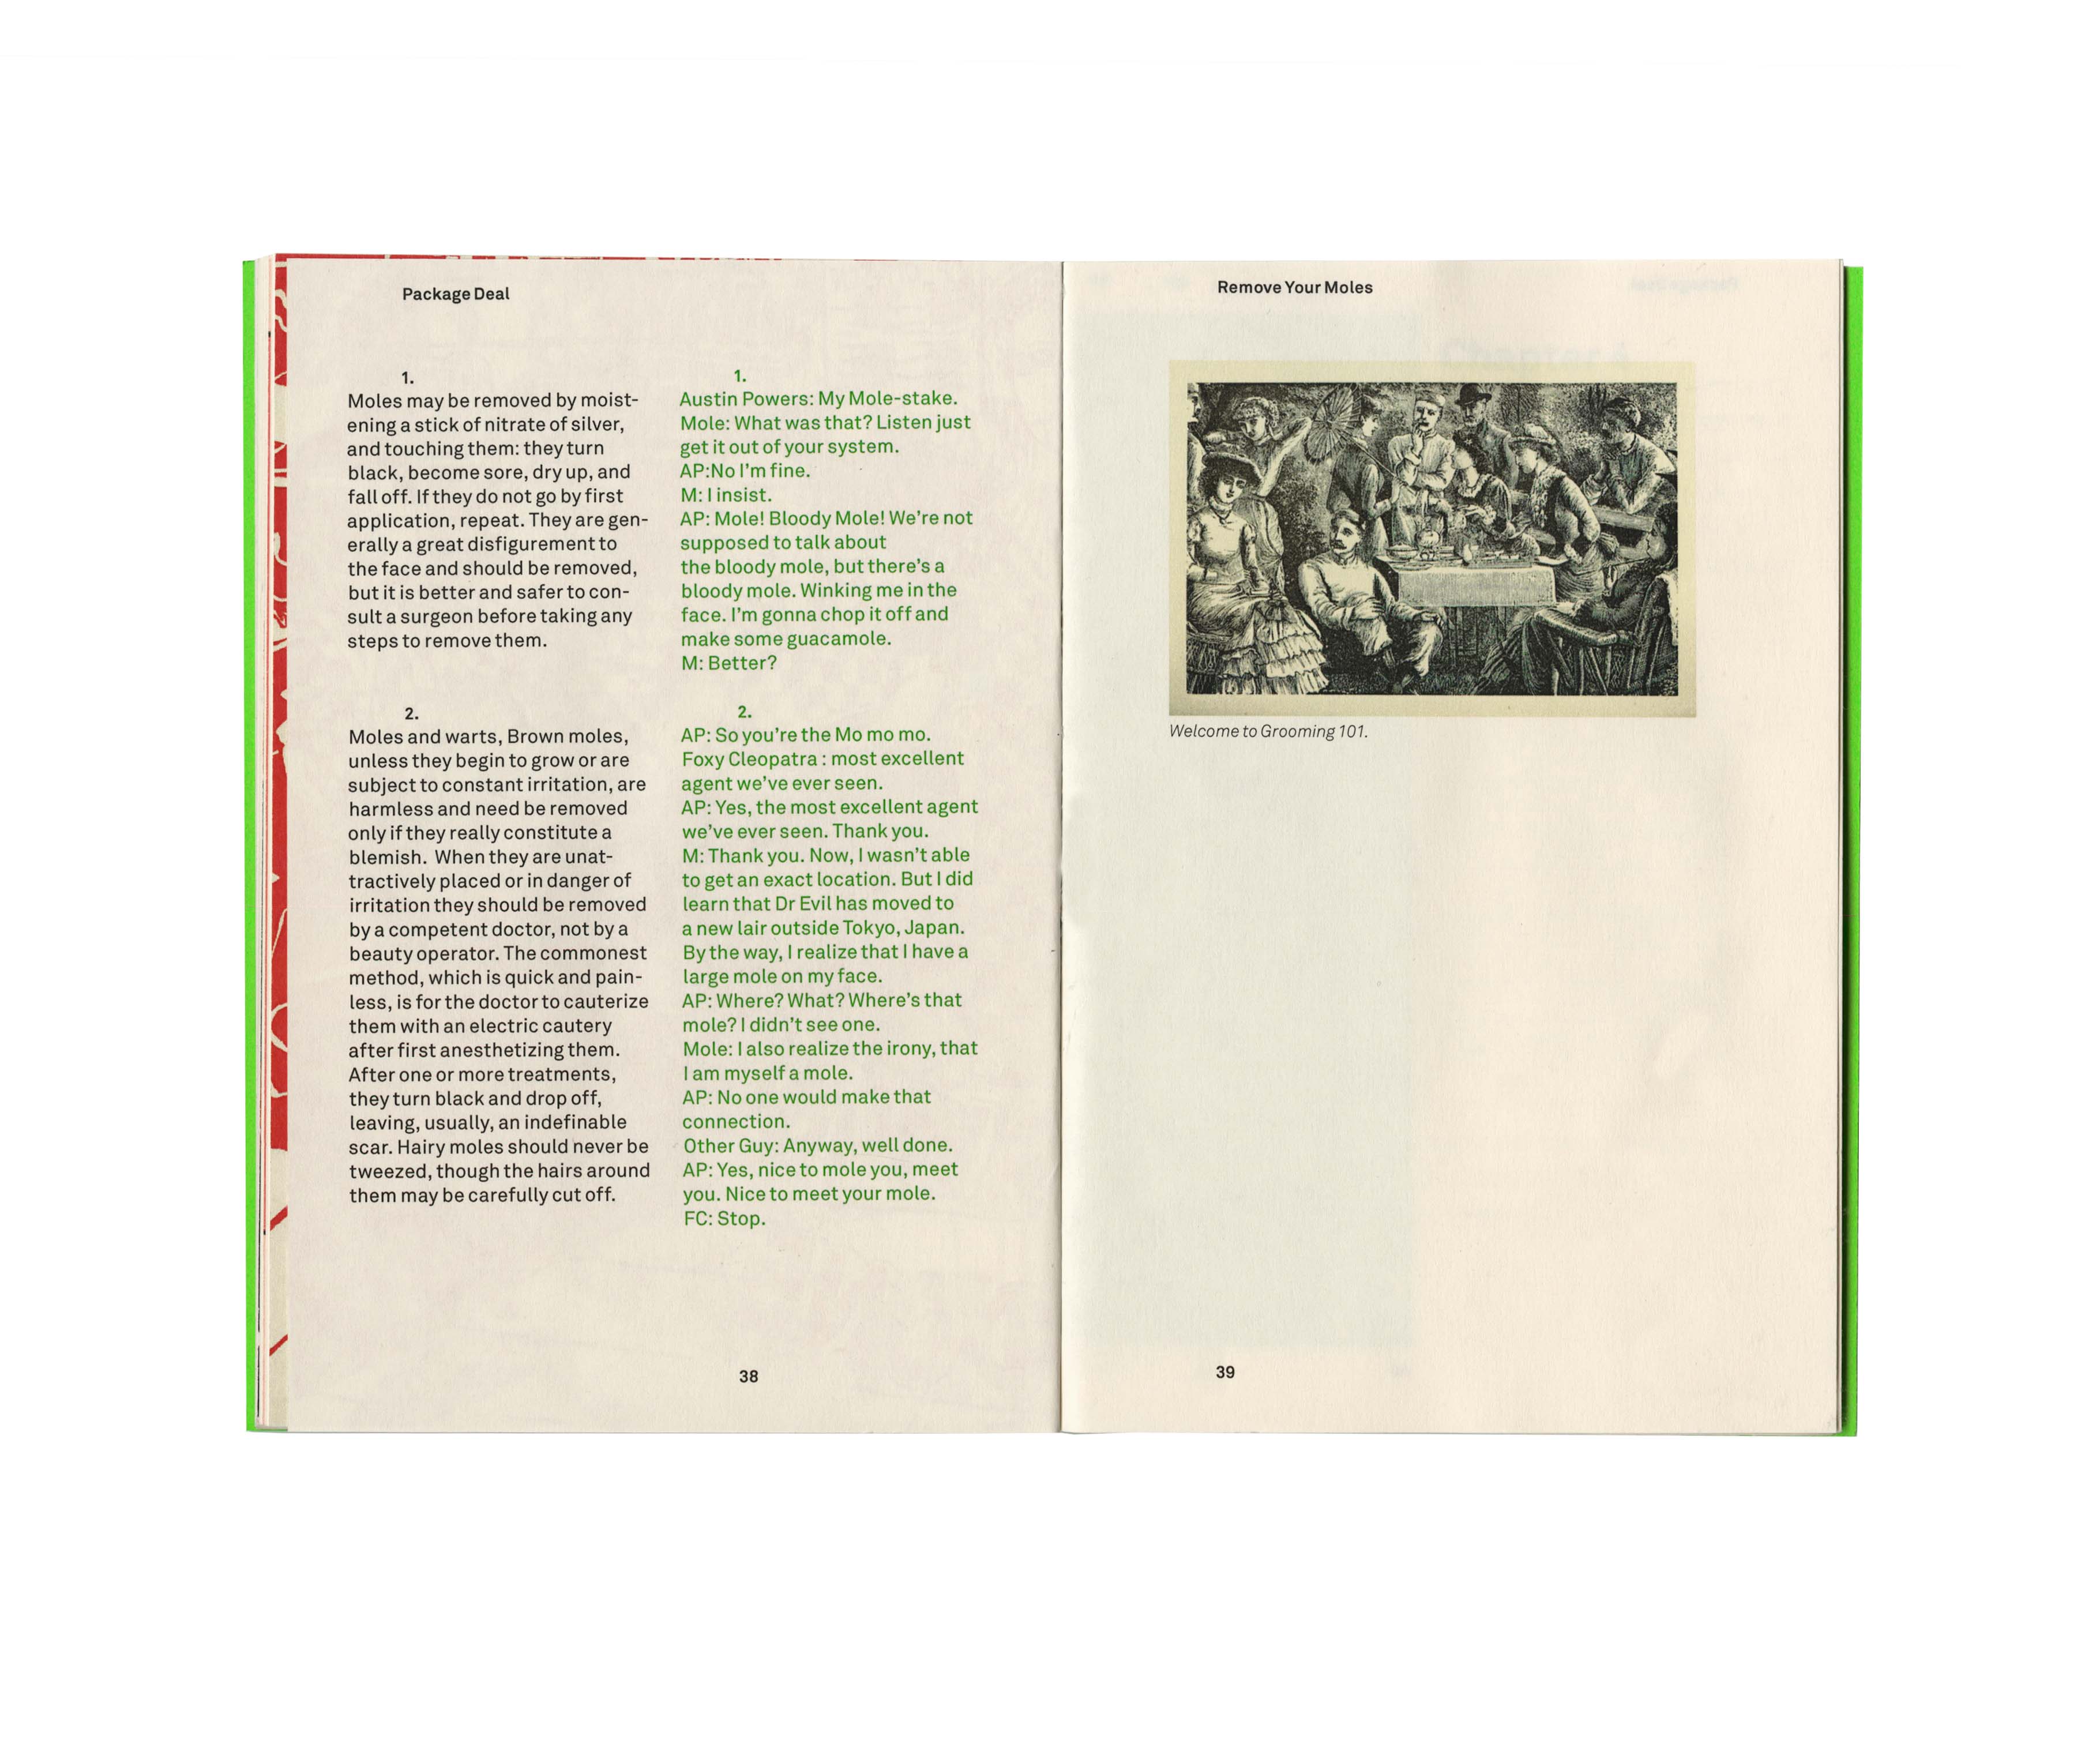 Package Deal
1.
Moles may be removed by moist-
ening a stick of nitrate of silver,
and touching them: they turn
black, become sore, dry up, and
fall off. If they do not go by first
application, repeat. They are gen-
erally a great disfigurement to
the face and should be removed,
but it is better and safer to con-
sult a surgeon before taking any
steps to remove them.
2.
Moles and warts, Brown moles,
unless they begin to grow or are
subject to constant irritation, are
harmless and need be removed
only if they really constitute a
blemish. When they are unat-
tractively placed or in danger of
irritation they should be removed
by a competent doctor, not by a
beauty operator. The commonest
method, which is quick and pain-
less, is for the doctor to cauterize
them with an electric cautery
after first anesthetizing them.
After one or more treatments,
they turn black and drop off,
leaving, usually, an indefinable
scar. Hairy moles should never be
tweezed, though the hairs around
them may be carefully cut off.
1.
Austin Powers: My Mole-stake.
Mole: What was that? Listen just
get it out of your system.
AP:No I'm fine.
M: I insist.
AP: Mole! Bloody Mole! We're not
supposed to talk about
the bloody mole, but there's a
bloody mole. Winking me in the
face. I'm gonna chop it off and
make some guacamole.
M: Better?
2.
AP: So you're the Mo mo mo.
Foxy Cleopatra : most excellent
agent we've ever seen.
AP: Yes, the most excellent agent
we've ever seen. Thank you.
M: Thank you. Now, I wasn't able
to get an exact location. But I did
learn that Dr Evil has moved to
a new lair outside Tokyo, Japan.
By the way, I realize that I have a
large mole on my face.
AP: Where? What? Where's that
mole? I didn't see one.
Mole: I also realize the irony, that
I am myself a mole.
AP: No one would make that
connection.
Other Guy: Anyway, well done.
AP: Yes, nice to mole you, meet
you. Nice to meet your mole.
FC: Stop.
38
Remove Your Moles
Welcome to Grooming 101.
39